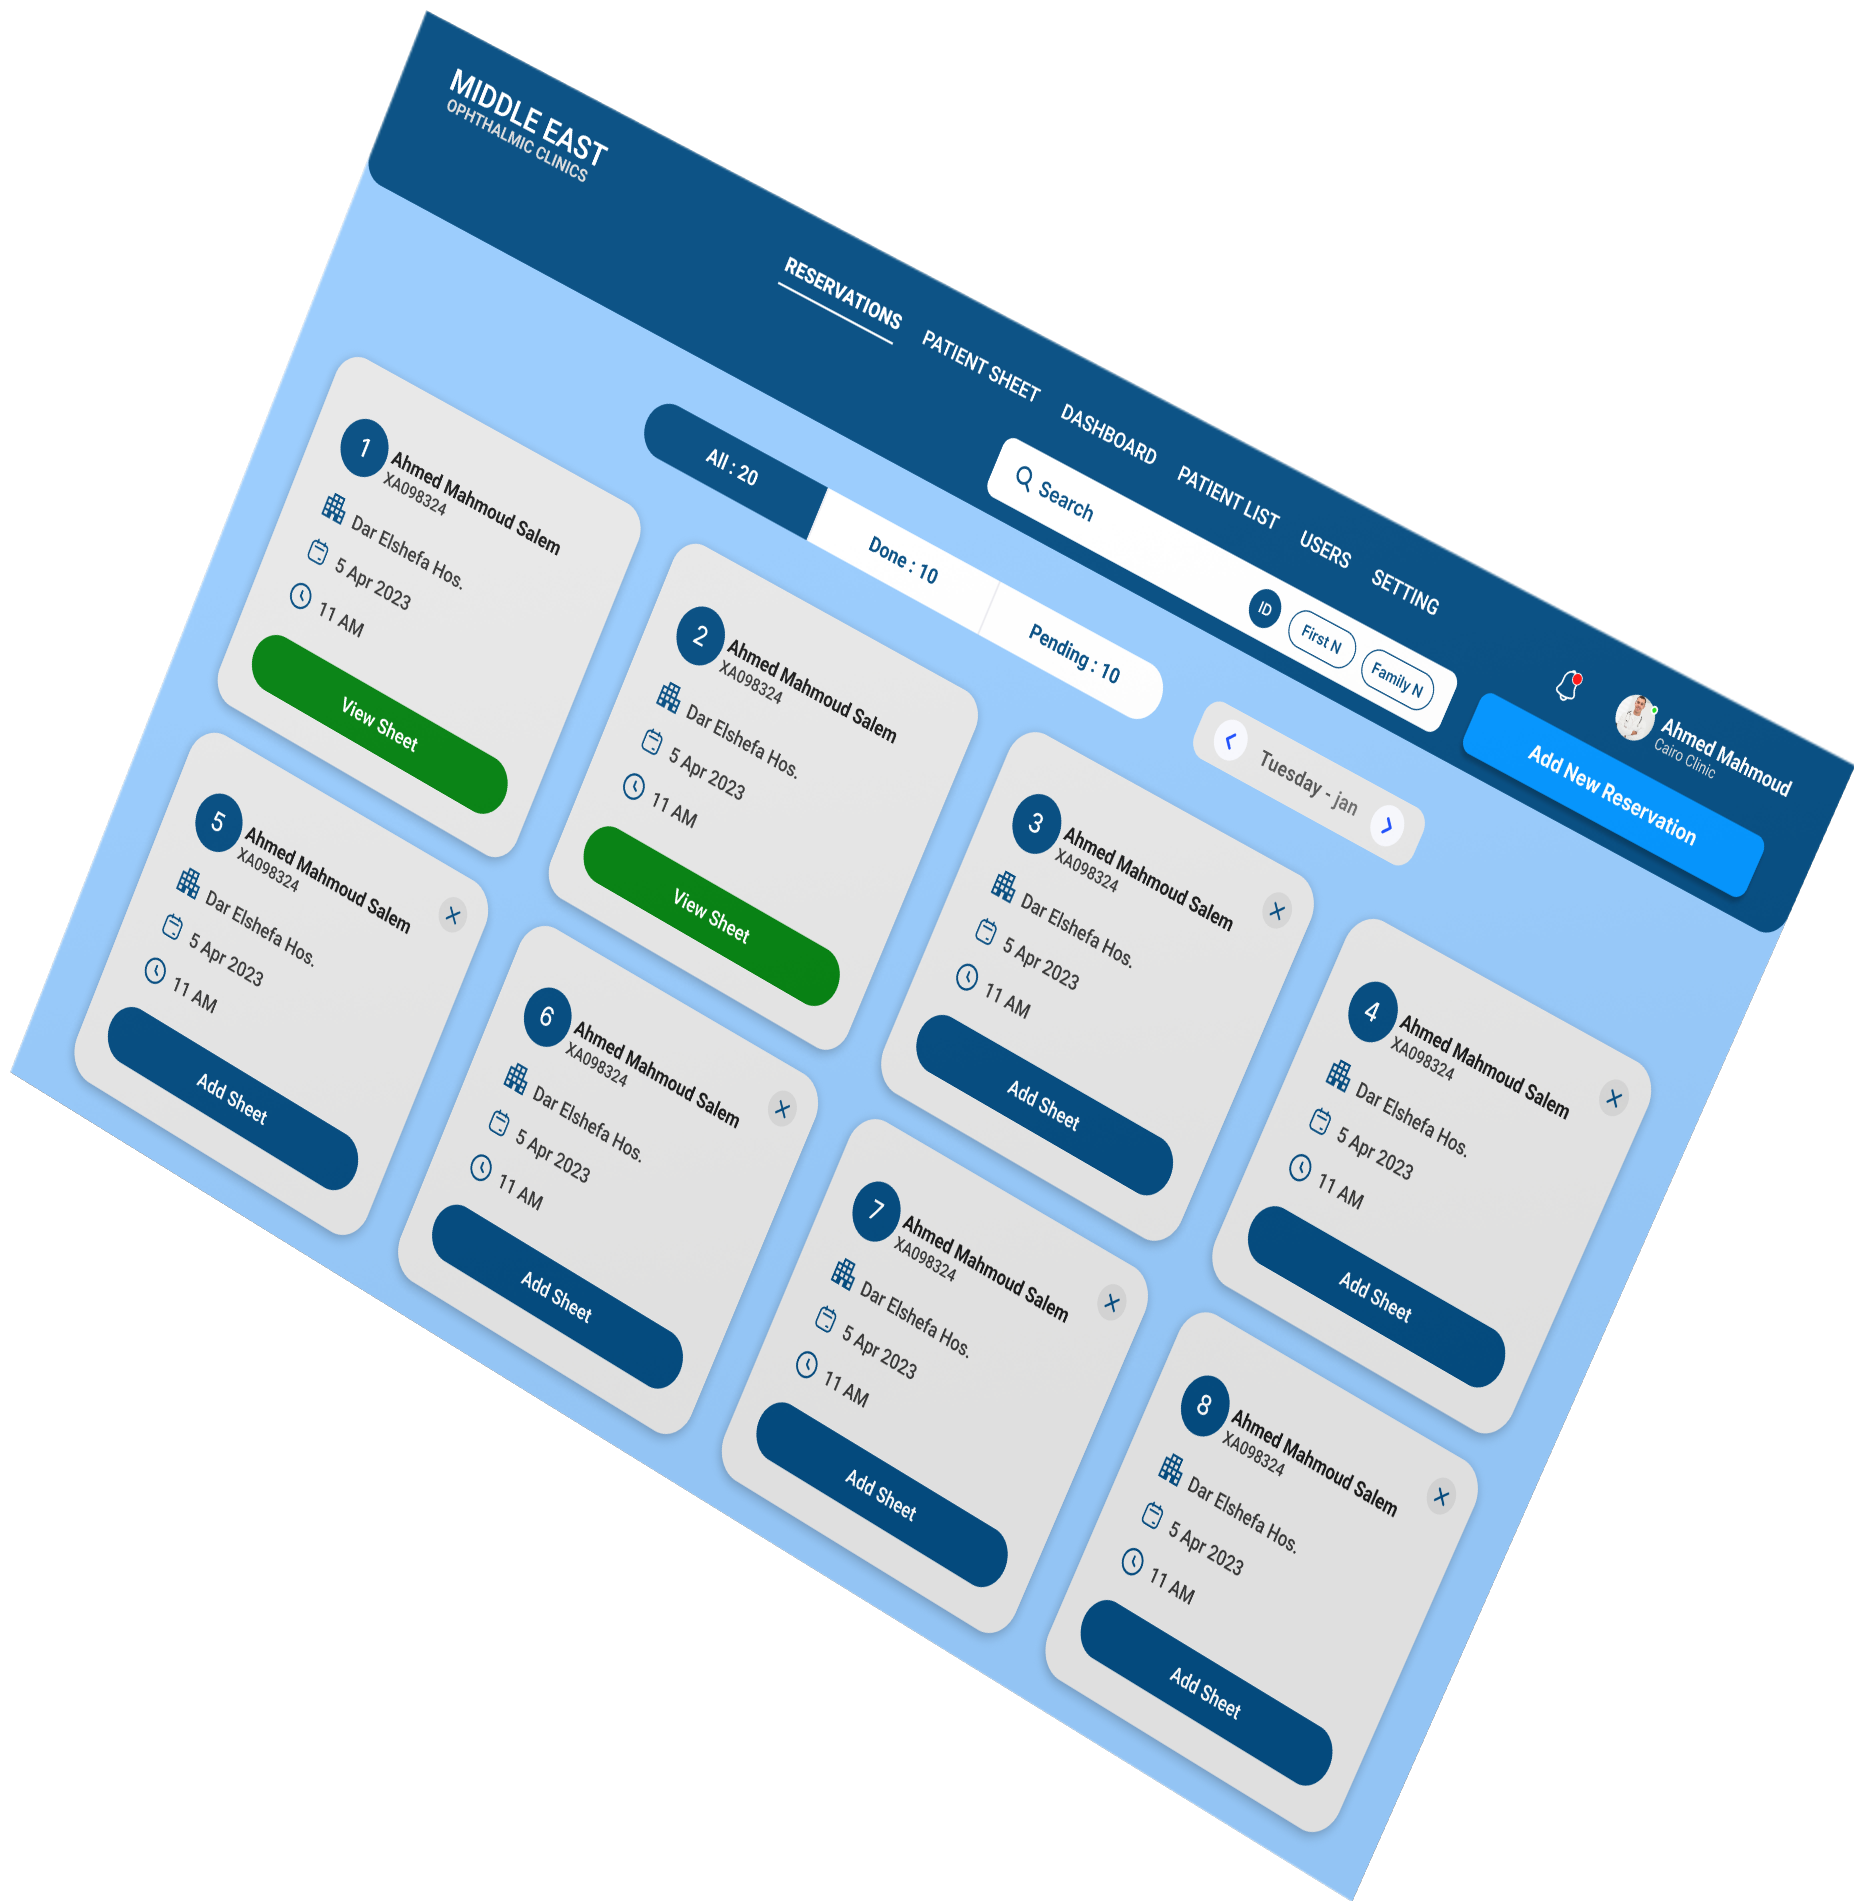 MIDDLE EAST
OPHTHALMIC CLINICS
RESERVATIONS
PATIENT SHEET
DASHBOARD
PATIENT LIST
USERS
SETTING
Ahmed Mahmoud
Cairo Clinic
Search
ID
First N
Family N
Add New Reservation
All : 20
Done : 10
Pending : 10
Tuesday - jan
1
Ahmed Mahmoud Salem
XA098324
Dar Elshefa Hos.
5 Apr 2023
11 AM
View Sheet
2
Ahmed Mahmoud Salem
XA098324
Dar Elshefa Hos.
5 Apr 2023
11 AM
View Sheet
3
Ahmed Mahmoud Salem
XA098324
Dar Elshefa Hos.
5 Apr 2023
11 AM
Add Sheet
4
Ahmed Mahmoud Salem
XA098324
Dar Elshefa Hos.
5 Apr 2023
11 AM
Add Sheet
5
Ahmed Mahmoud Salem
XA098324
Dar Elshefa Hos.
5 Apr 2023
11 AM
Add Sheet
6
Ahmed Mahmoud Salem
XA098324
Dar Elshefa Hos.
5 Apr 2023
11 AM
Add Sheet
7
Ahmed Mahmoud Salem
XA098324
Dar Elshefa Hos.
5 Apr 2023
11 AM
Add Sheet
8
Ahmed Mahmoud Salem
XA098324
Dar Elshefa Hos.
5 Apr 2023
11 AM
Add Sheet